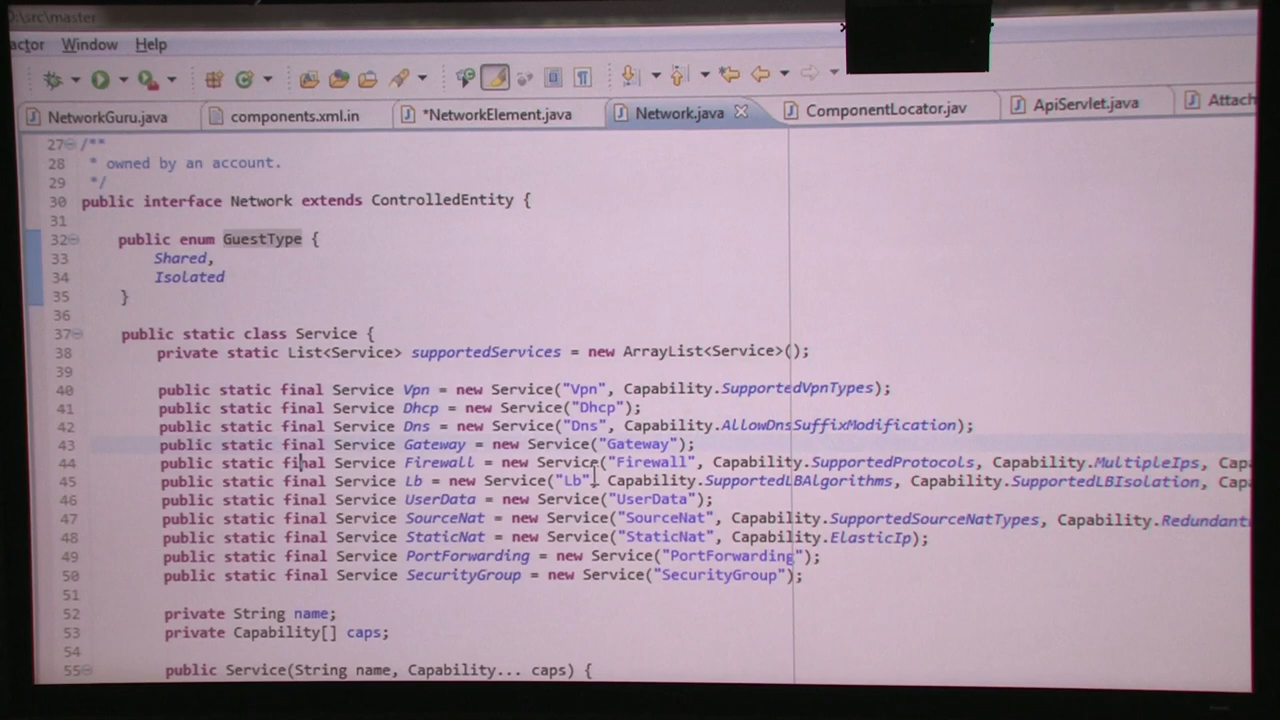 D:\src\master
actor Window Help
NetworkGuru.java components.xml.in *NetworkElement.java Network.java ComponentLocator.jav ApiServlet.java Attach
27 /**
28 * owned by an account.
29 */
30 public interface Network extends ControlledEntity {
31
32 public enum GuestType {
33 Shared,
34 Isolated
35 }
36
37 public static class Service {
38 private static List<Service> supportedServices = new ArrayList<Service>();
39
40 public static final Service Vpn = new Service("Vpn", Capability.SupportedVpnTypes);
41 public static final Service Dhcp = new Service("Dhcp");
42 public static final Service Dns = new Service("Dns", Capability.AllowDnsSuffixModification);
43 public static final Service Gateway = new Service("Gateway");
44 public static final Service Firewall = new Service("Firewall", Capability.SupportedProtocols, Capability.MultipleIps, Capa
45 public static final Service Lb = new Service("Lb", Capability.SupportedLBAlgorithms, Capability.SupportedLBIsolation, Capa
46 public static final Service UserData = new Service("UserData");
47 public static final Service SourceNat = new Service("SourceNat", Capability.SupportedSourceNatTypes, Capability.Redundant
48 public static final Service StaticNat = new Service("StaticNat", Capability.ElasticIp);
49 public static final Service PortForwarding = new Service("PortForwarding");
50 public static final Service SecurityGroup = new Service("SecurityGroup");
51
52 private String name;
53 private Capability[] caps;
54
55 public Service(String name, Capability... caps) {